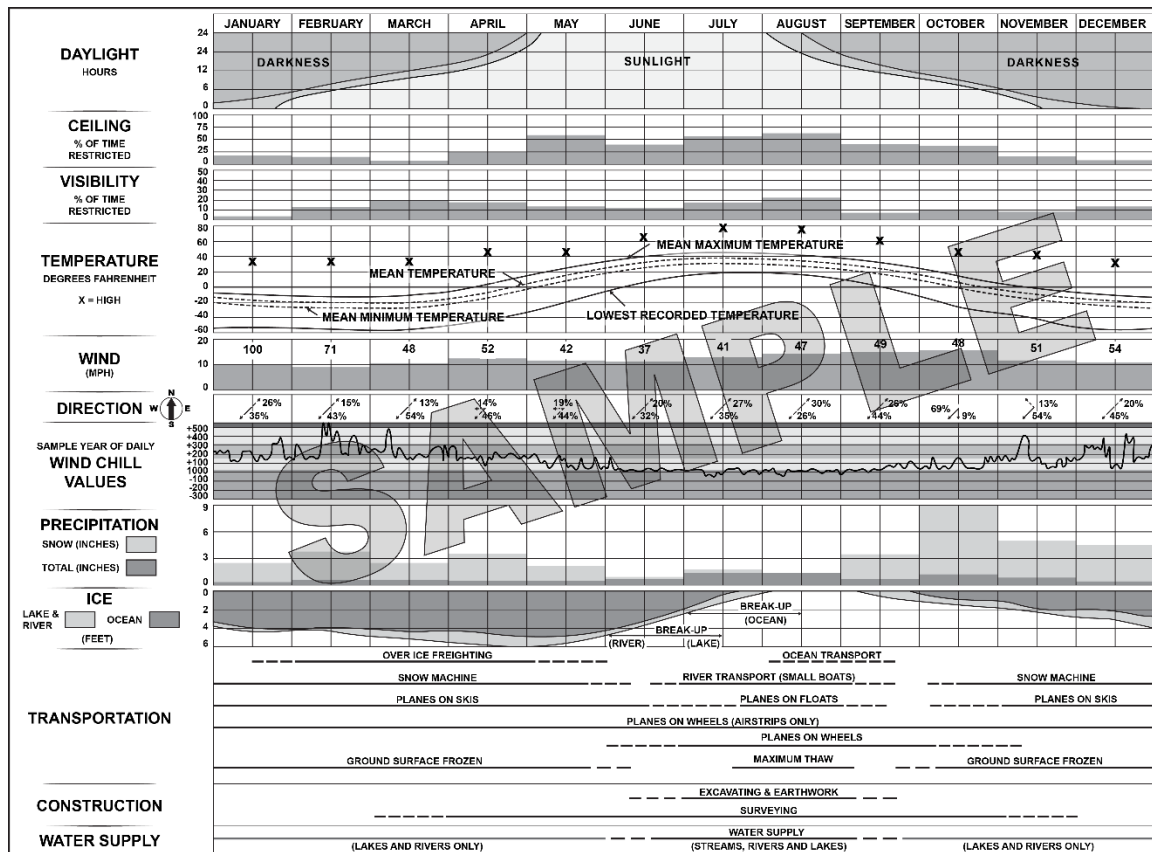 JANUARY FEBRUARY MARCH APRIL MAY JUNE JULY AUGUST SEPTEMBER OCTOBER NOVEMBER DECEMBER
DAYLIGHT
HOURS
24
24
12
6
0
DARKNESS SUNLIGHT DARKNESS
CEILING
% OF TIME
RESTRICTED
100
75
50
25
0
VISIBILITY
% OF TIME
RESTRICTED
50
40
30
20
10
0
TEMPERATURE
DEGREES FAHRENHEIT
X = HIGH
80
60
40
20
0
-20
-40
-60
X X X X X X X X X X X X
MEAN MAXIMUM TEMPERATURE
MEAN TEMPERATURE
MEAN MINIMUM TEMPERATURE
LOWEST RECORDED TEMPERATURE
WIND
(MPH)
20
10
0
100 71 48 52 42 37 41 47 49 48 51 54
DIRECTION
N
W E
S
26% 15% 13% 14% 19% 20% 27% 30% 26% 69% 13% 20%
35% 43% 54% 46% 44% 32% 35% 26% 44% 9% 54% 45%
SAMPLE YEAR OF DAILY
WIND CHILL
VALUES
+500
+400
+300
+200
+100
1000
-100
-200
-300
PRECIPITATION
SNOW (INCHES)
TOTAL (INCHES)
9
6
3
0
ICE
LAKE &
RIVER
OCEAN
(FEET)
0
2
4
6
BREAK-UP
(OCEAN)
BREAK-UP
(RIVER) (LAKE)
TRANSPORTATION
OVER ICE FREIGHTING OCEAN TRANSPORT
SNOW MACHINE RIVER TRANSPORT (SMALL BOATS) SNOW MACHINE
PLANES ON SKIS PLANES ON FLOATS PLANES ON SKIS
PLANES ON WHEELS (AIRSTRIPS ONLY)
PLANES ON WHEELS
GROUND SURFACE FROZEN MAXIMUM THAW GROUND SURFACE FROZEN
CONSTRUCTION
EXCAVATING & EARTHWORK
SURVEYING
WATER SUPPLY
WATER SUPPLY
(LAKES AND RIVERS ONLY) (STREAMS, RIVERS AND LAKES) (LAKES AND RIVERS ONLY)
SAMPLE